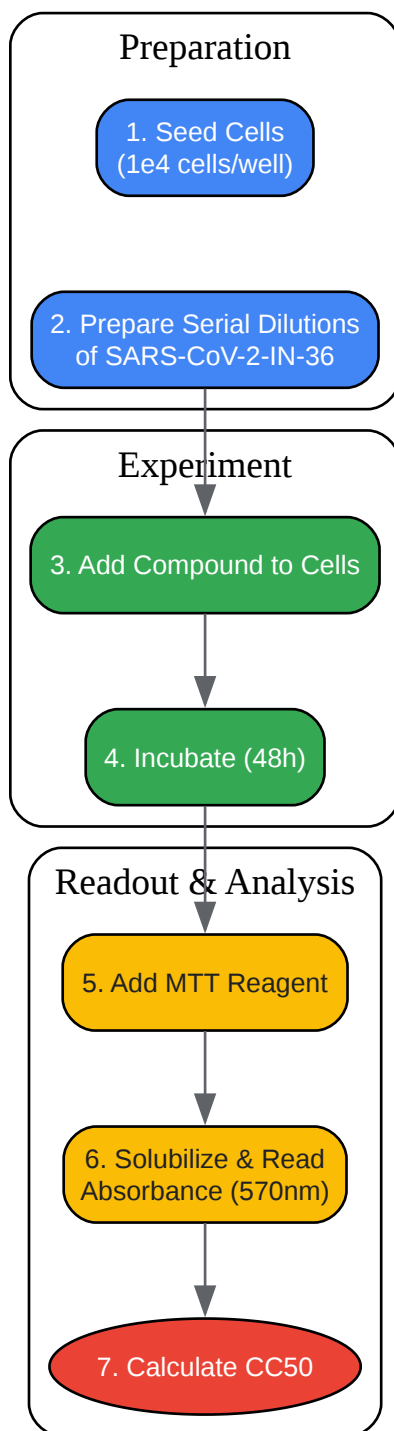 Preparation
1. Seed Cells
(1e4 cells/well)
2. Prepare Serial Dilutions
of SARS-CoV-2-IN-36
Experiment
3. Add Compound to Cells
4. Incubate (48h)
Readout & Analysis
5. Add MTT Reagent
6. Solubilize & Read
Absorbance (570nm)
7. Calculate CC50